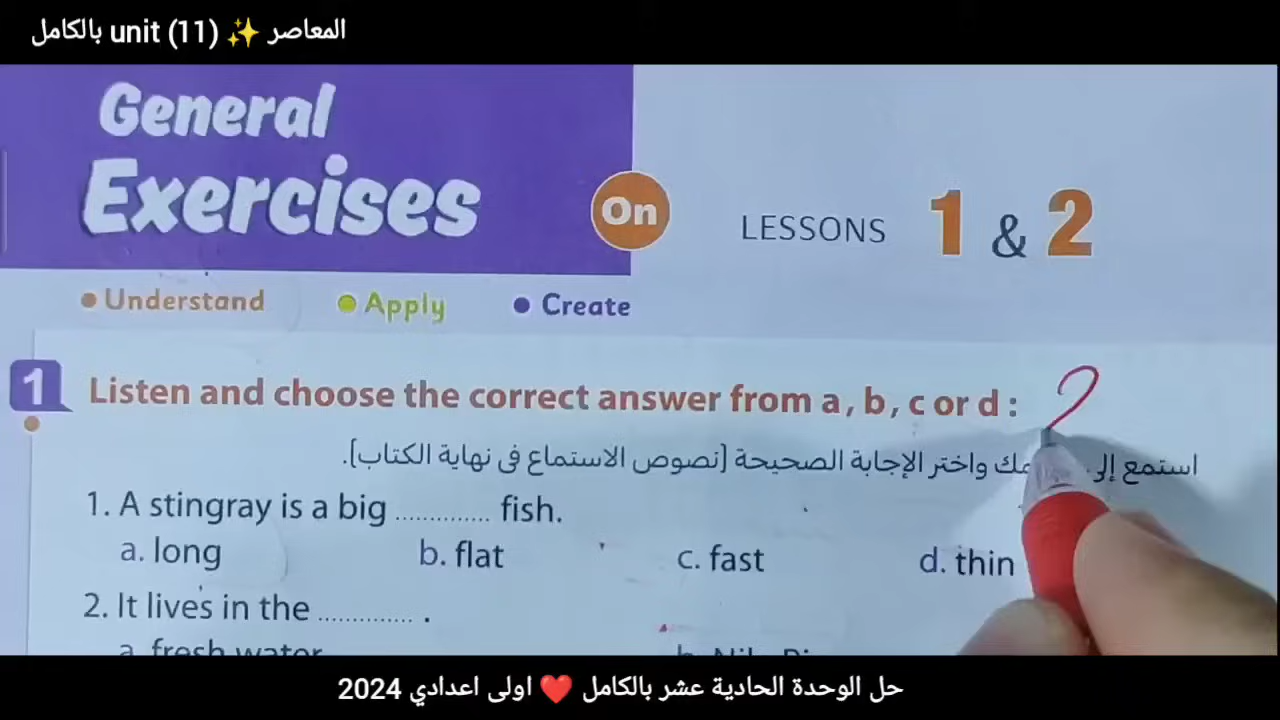 المعاصر ✨ unit (11) بالكامل
General
Exercises
On
LESSONS 1 & 2
Understand
Apply
Create
1 Listen and choose the correct answer from a, b, c or d :
استمع إلى واختر الإجابة الصحيحة [نصوص الاستماع فى نهاية الكتاب].
1. A stingray is a big .............. fish.
a. long b. flat c. fast d. thin
2. It lives in the .............. .
a. fresh water
حل الوحدة الحادية عشر بالكامل ❤️ اولى اعدادي 2024